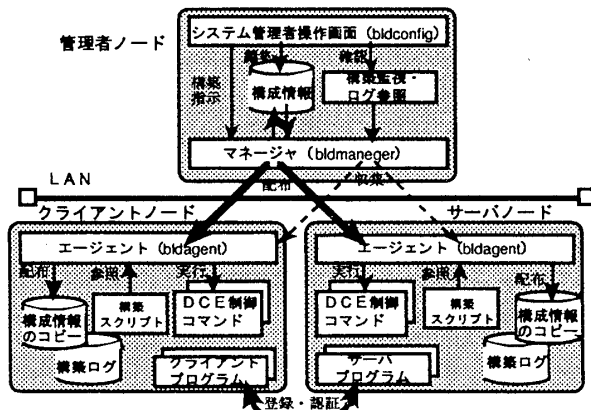 管理者ノード
システム管理者操作画面 (bldconfig)
編集
確認
構築
指示
構成情報
構築監視・
ログ参照
マネージャ (bldmaneger)
配布
収集
LAN
クライアントノード
サーバノード
エージェント (bldagent)
配布
参照
実行
構成情報
のコピー
構築
スクリプト
DCE制御
コマンド
構築ログ
クライアント
プログラム
エージェント (bldagent)
実行
参照
配布
DCE制御
コマンド
構築
スクリプト
構成情報
のコピー
構築ログ
サーバ
プログラム
登録・認証